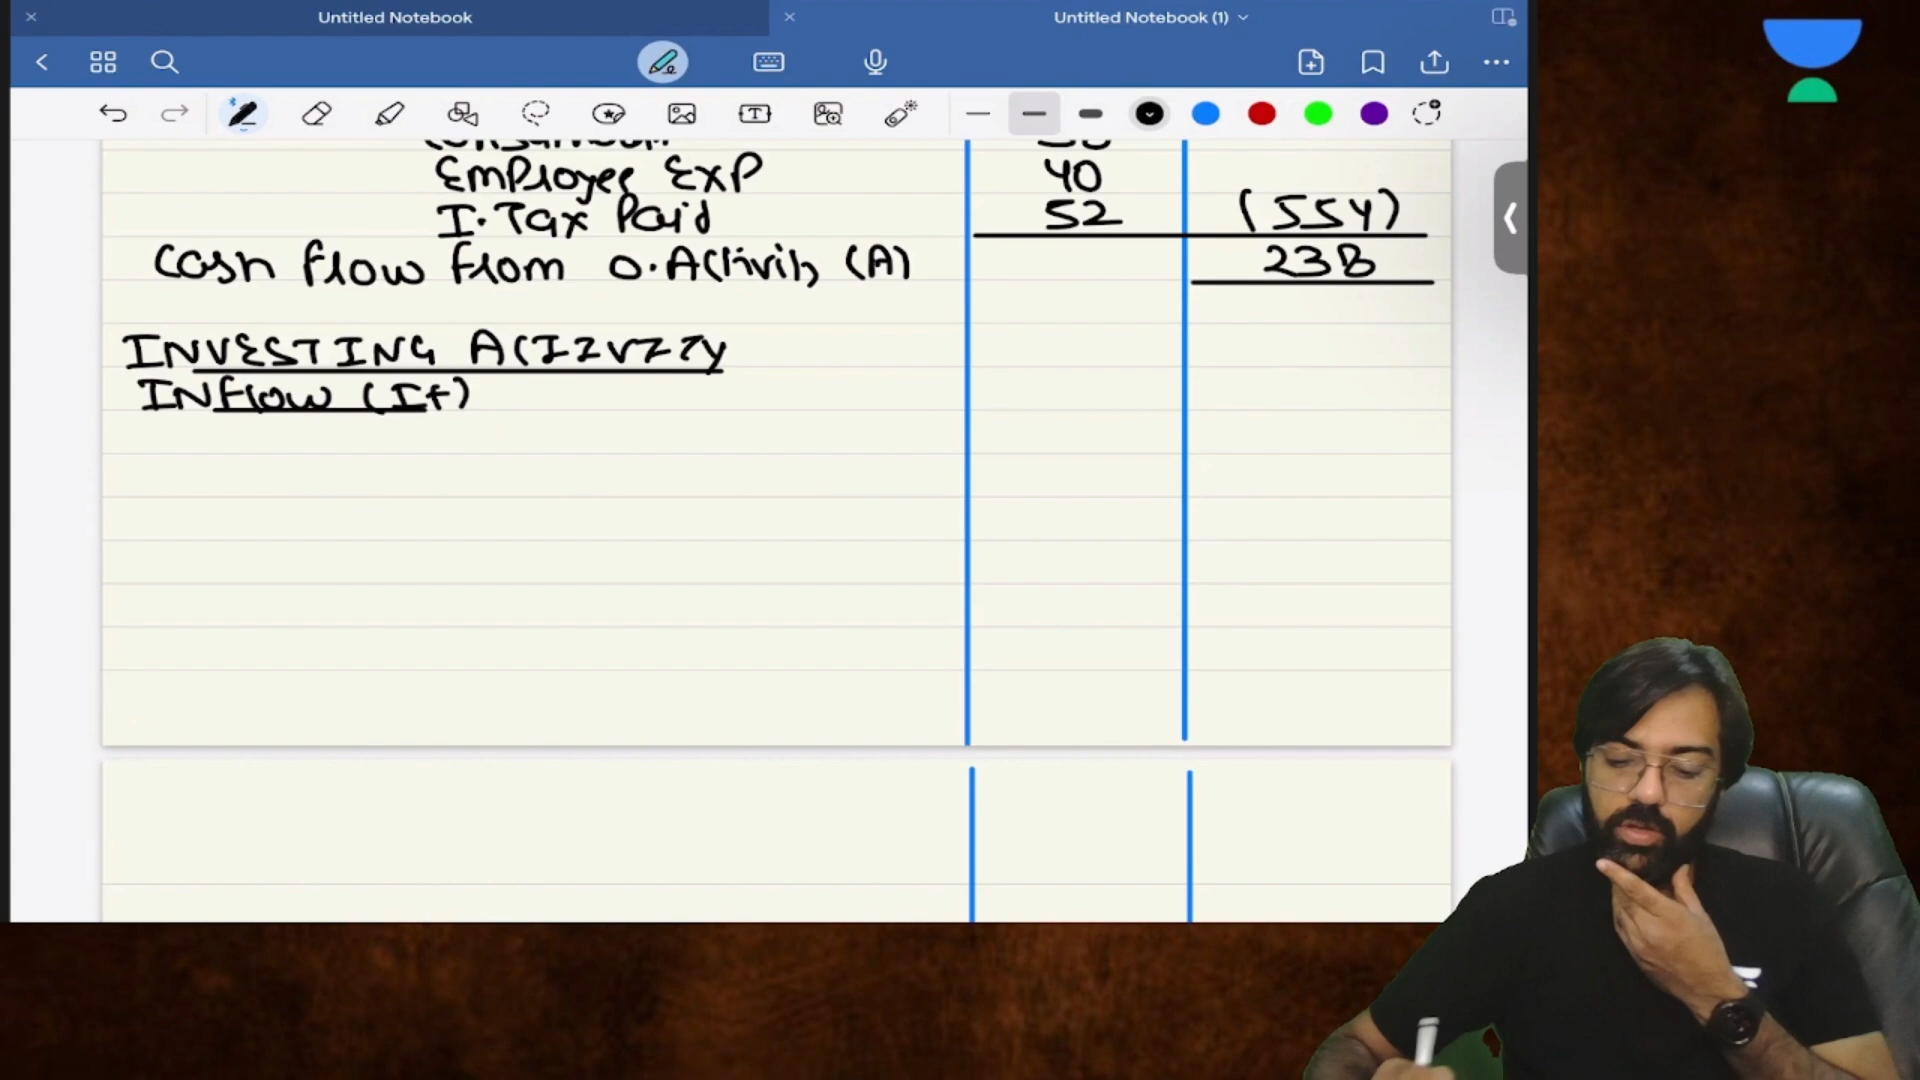 Untitled Notebook
Untitled Notebook (1)
Employee Exp 40
I. Tax Paid 52 (554)
Cash flow from O. Activity (A) 238
INVESTING ACTIVITY
INflow (I+)